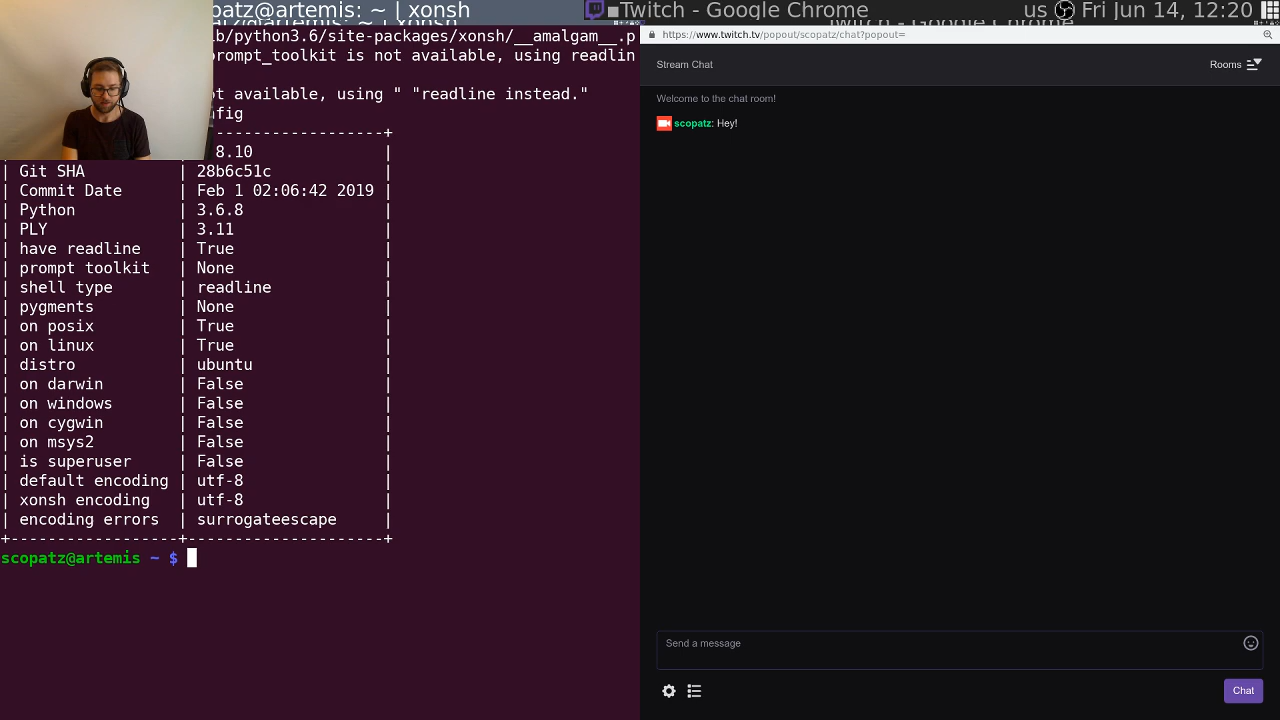 patz@artemis: ~ | xonsh
Twitch - Google Chrome
us Fri Jun 14, 12:20
ib/python3.6/site-packages/xonsh/__amalgam__.p
prompt_toolkit is not available, using readlin
ot available, using " "readline instead."
nfig
-------------------+
8.10 |
| Git SHA | 28b6c51c |
| Commit Date | Feb 1 02:06:42 2019 |
| Python | 3.6.8 |
| PLY | 3.11 |
| have readline | True |
| prompt toolkit | None |
| shell type | readline |
| pygments | None |
| on posix | True |
| on linux | True |
| distro | ubuntu |
| on darwin | False |
| on windows | False |
| on cygwin | False |
| on msys2 | False |
| is superuser | False |
| default encoding | utf-8 |
| xonsh encoding | utf-8 |
| encoding errors | surrogateescape |
+------------------+---------------------+
scopatz@artemis ~ $
https://www.twitch.tv/popout/scopatz/chat?popout=
Stream Chat
Rooms
Welcome to the chat room!
scopatz: Hey!
Send a message
Chat